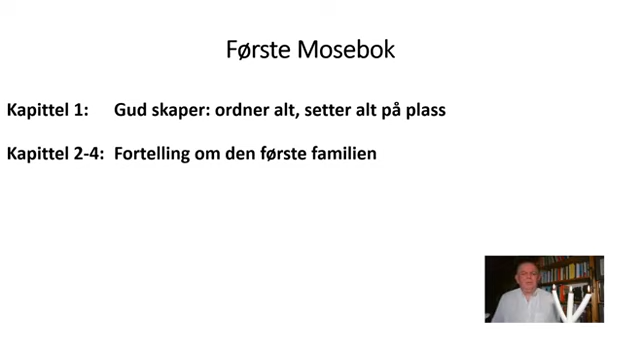 Første Mosebok
Kapittel 1: Gud skaper: ordner alt, setter alt på plass
Kapittel 2-4: Fortelling om den første familien